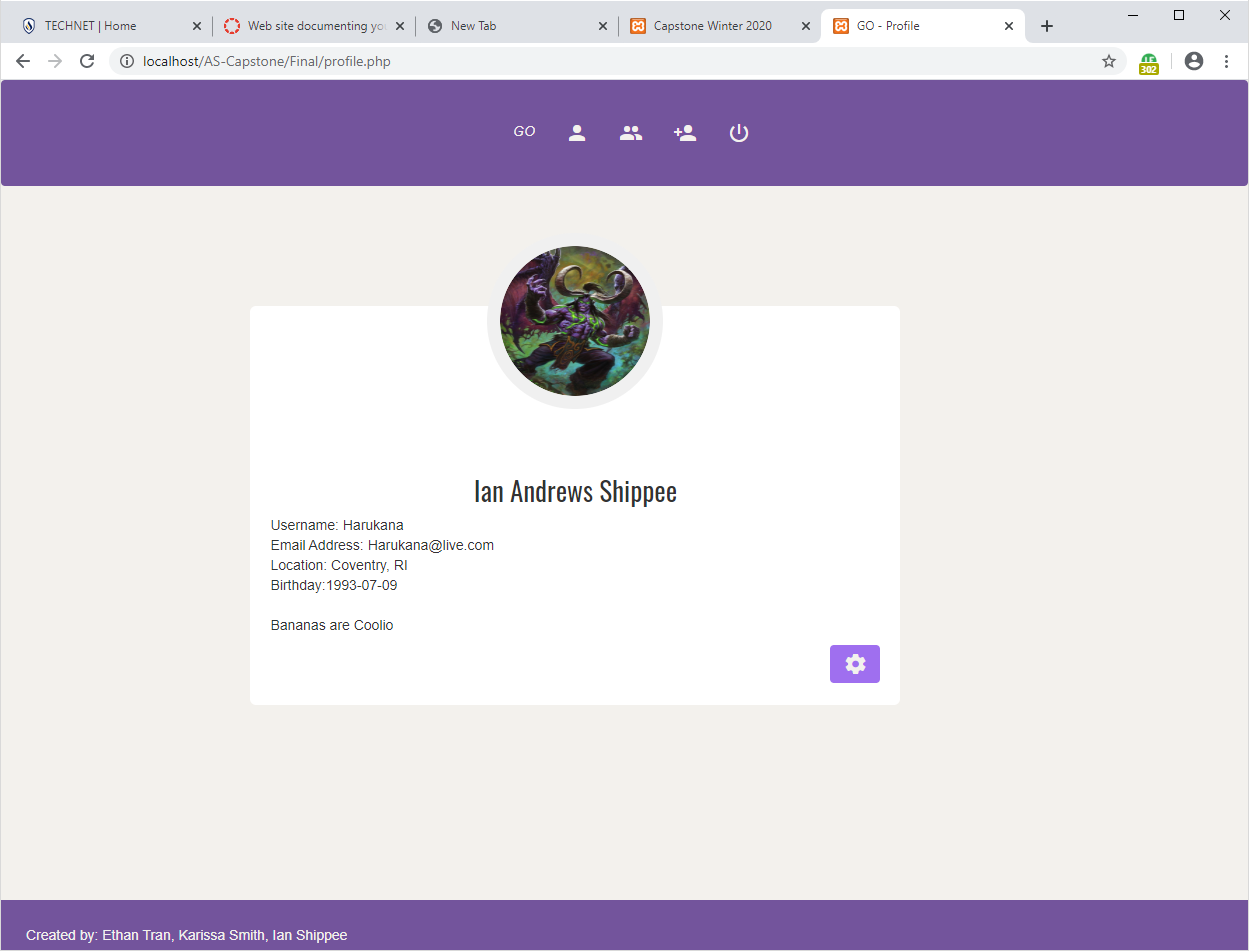 TECHNET | Home
Web site documenting you
New Tab
Capstone Winter 2020
GO - Profile
localhost/AS-Capstone/Final/profile.php
302
GO
Ian Andrews Shippee
Username: Harukana
Email Address: Harukana@live.com
Location: Coventry, RI
Birthday:1993-07-09
Bananas are Coolio
Created by: Ethan Tran, Karissa Smith, Ian Shippee